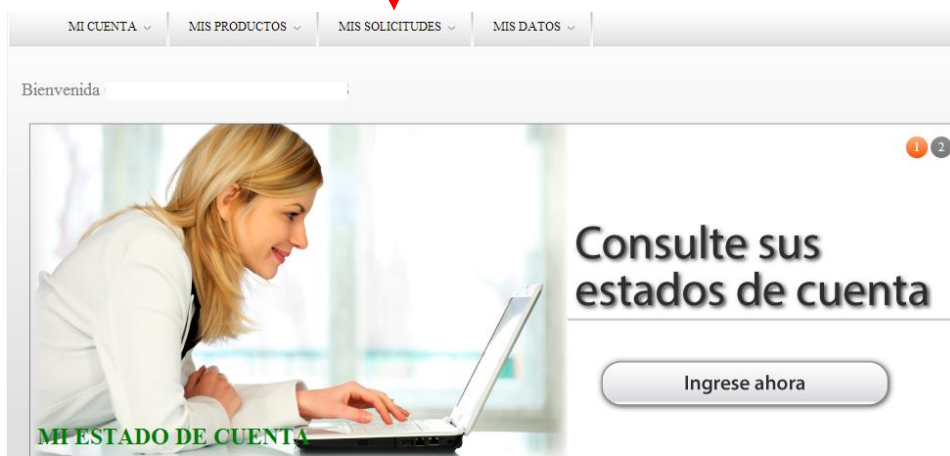 MI CUENTA MIS PRODUCTOS MIS SOLICITUDES MIS DATOS
Bienvenida
1 2
Consulte sus
estados de cuenta
Ingrese ahora
MI ESTADO DE CUENTA